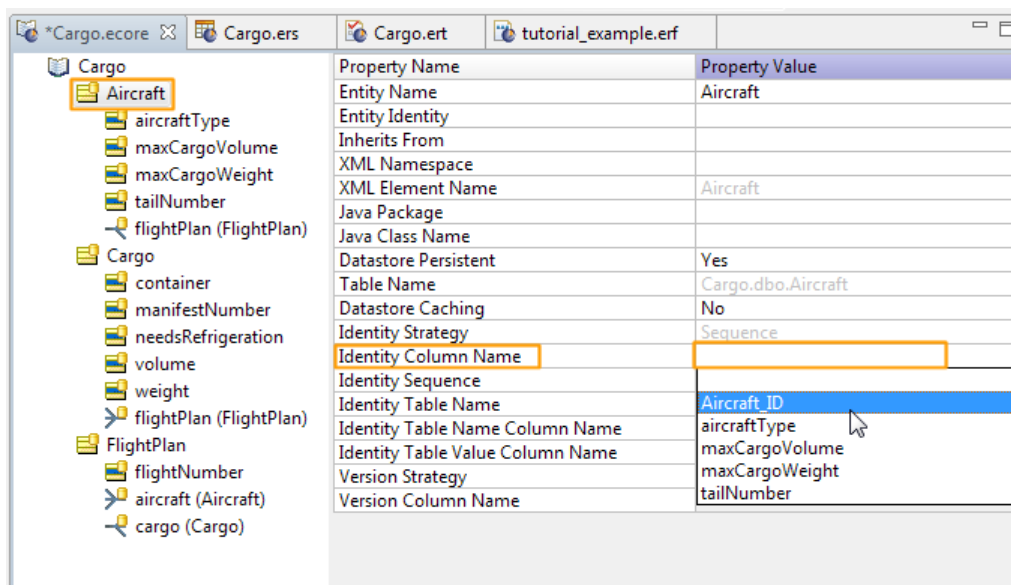 *Cargo.ecore Cargo.ers Cargo.ert tutorial_example.erf
Cargo
Aircraft
aircraftType
maxCargoVolume
maxCargoWeight
tailNumber
flightPlan (FlightPlan)
Cargo
container
manifestNumber
needsRefrigeration
volume
weight
flightPlan (FlightPlan)
FlightPlan
flightNumber
aircraft (Aircraft)
cargo (Cargo)
Property Name Property Value
Entity Name Aircraft
Entity Identity
Inherits From
XML Namespace
XML Element Name Aircraft
Java Package
Java Class Name
Datastore Persistent Yes
Table Name Cargo.dbo.Aircraft
Datastore Caching No
Identity Strategy Sequence
Identity Column Name
Identity Sequence
Identity Table Name
Identity Table Name Column Name
Identity Table Value Column Name
Version Strategy
Version Column Name
Aircraft_ID
aircraftType
maxCargoVolume
maxCargoWeight
tailNumber